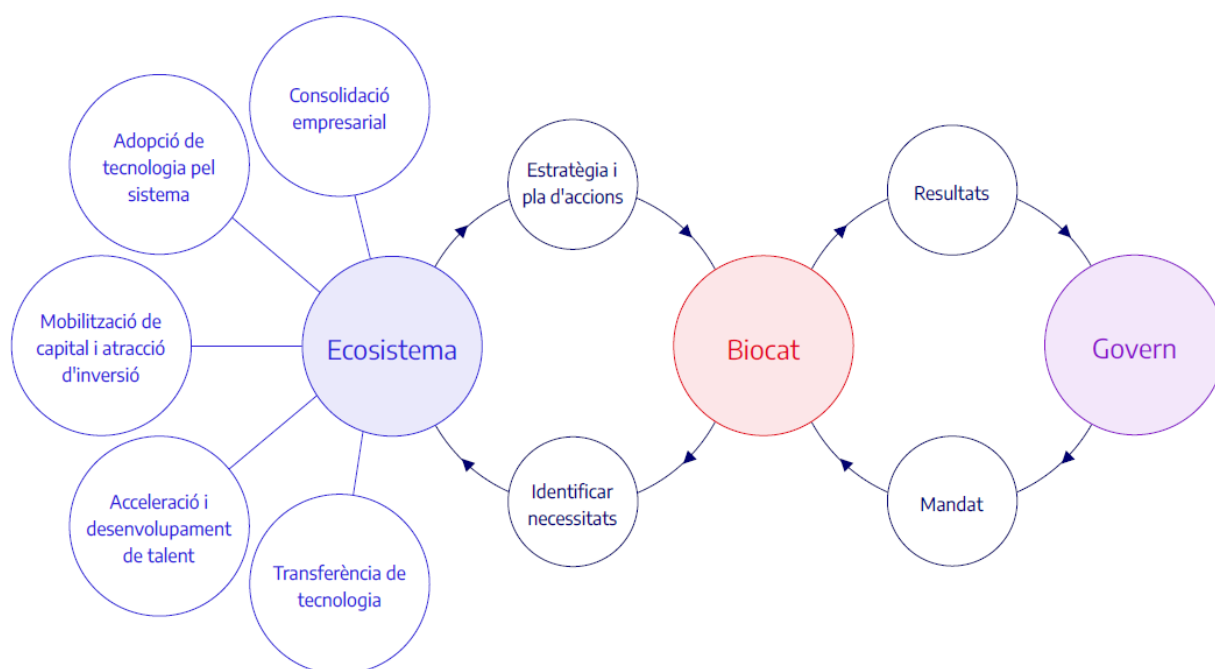 Consolidació
empresarial
Adopció de
tecnologia pel
sistema
Mobilització de
capital i atracció
d'inversió
Acceleració i
desenvolupament
de talent
Transferència de
tecnologia
Ecosistema
Estratègia i
pla d'accions
Identificar
necessitats
Biocat
Resultats
Mandat
Govern